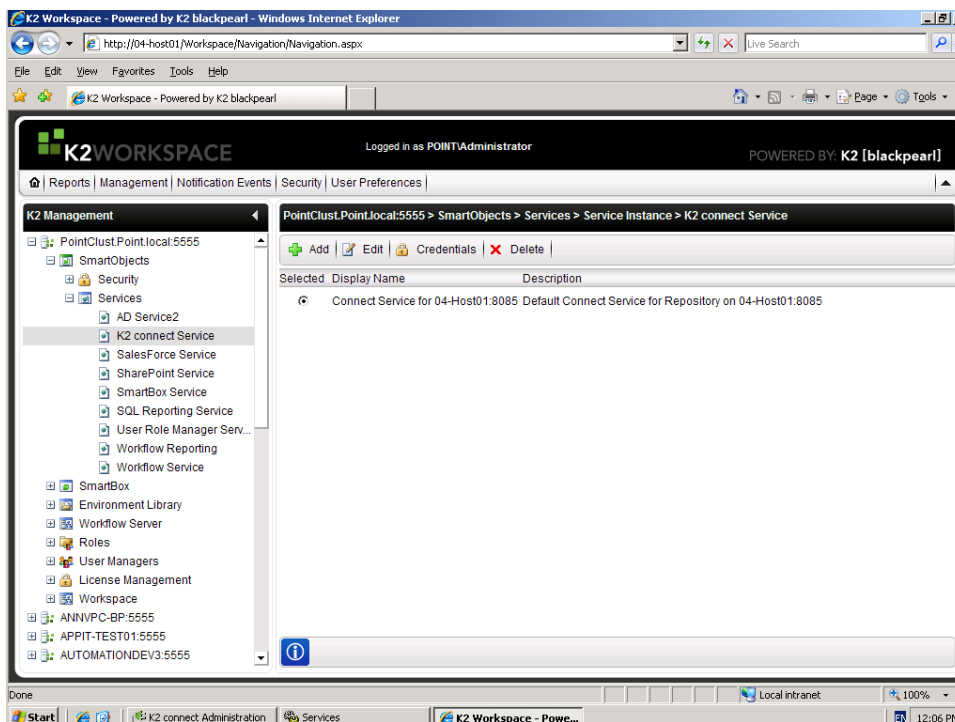 K2 Workspace - Powered by K2 blackpearl - Windows Internet Explorer
http://04-host01/Workspace/Navigation/Navigation.aspx
Live Search
File Edit View Favorites Tools Help
K2 Workspace - Powered by K2 blackpearl
Page Tools
K2WORKSPACE
Logged in as POINT\Administrator
POWERED BY: K2 [blackpearl]
Reports Management Notification Events Security User Preferences
K2 Management
PointClust.Point.local:5555
SmartObjects
Security
Services
AD Service2
K2 connect Service
SalesForce Service
SharePoint Service
SmartBox Service
SQL Reporting Service
User Role Manager Serv...
Workflow Reporting
Workflow Service
SmartBox
Environment Library
Workflow Server
Roles
User Managers
License Management
Workspace
ANNVPC-BP:5555
APPIT-TEST01:5555
AUTOMATIONDEV3:5555
PointClust.Point.local:5555 > SmartObjects > Services > Service Instance > K2 connect Service
Add Edit Credentials Delete
Selected Display Name Description
Connect Service for 04-Host01:8085 Default Connect Service for Repository on 04-Host01:8085
Done
Local intranet
100%
Start
K2 connect Administration
Services
K2 Workspace - Powe...
EN
12:06 PM